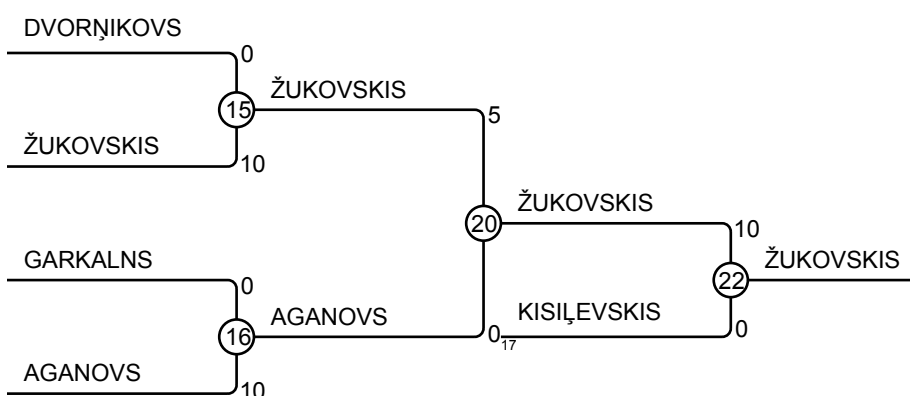 DVORŅIKOVS
0
15
ŽUKOVSKIS
5
ŽUKOVSKIS
10
20
ŽUKOVSKIS
10
22
ŽUKOVSKIS
GARKALNS
0
16
AGANOVS
0
17
KISIĻEVSKIS
0
AGANOVS
10